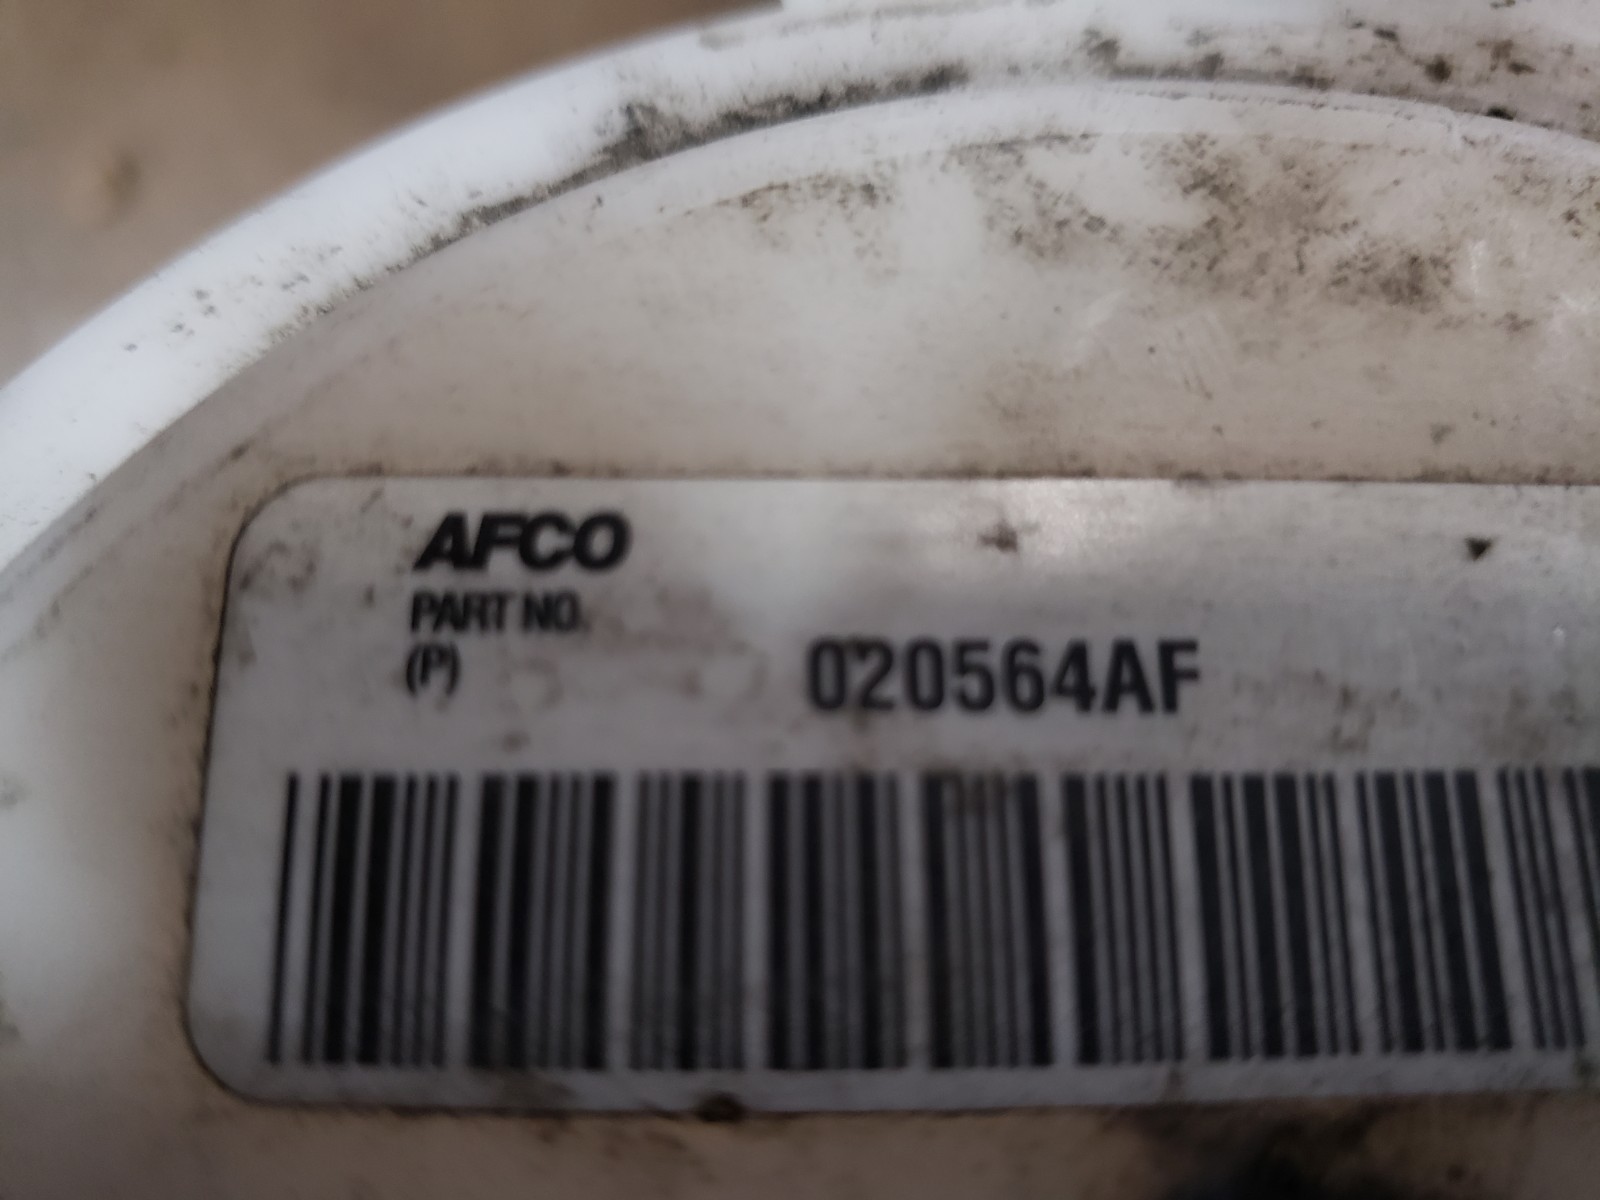 AFCO
PART NO.
(P) 020564AF